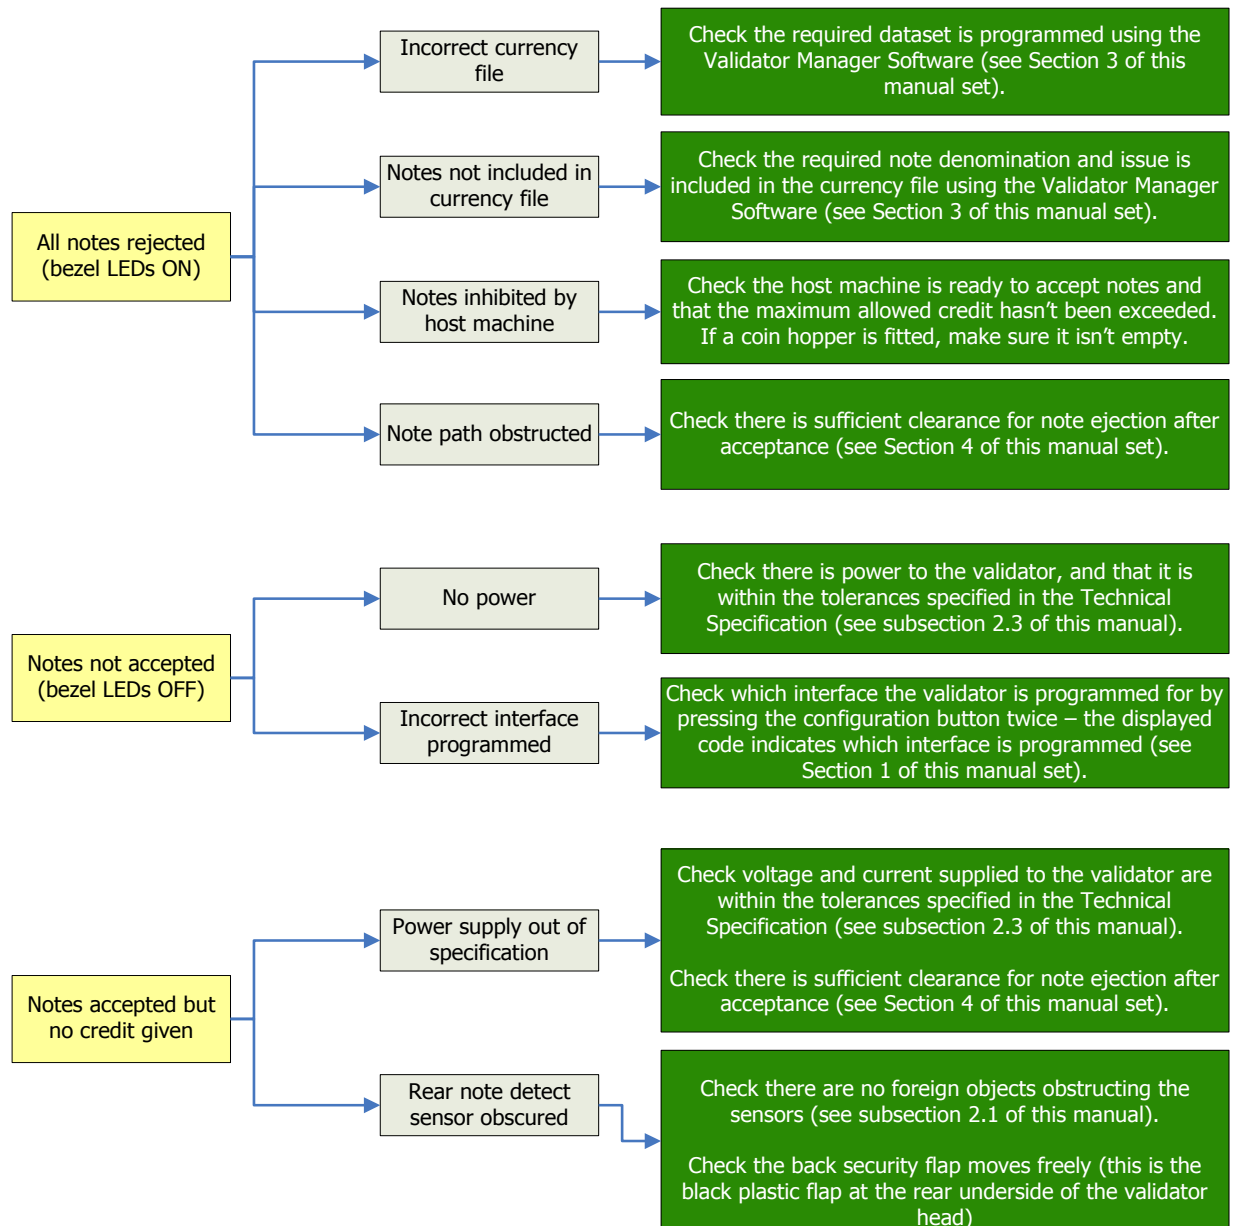 All notes rejected
(bezel LEDs ON)
Incorrect currency
file
Check the required dataset is programmed using the
Validator Manager Software (see Section 3 of this
manual set).
Notes not included in
currency file
Check the required note denomination and issue is
included in the currency file using the Validator Manager
Software (see Section 3 of this manual set).
Notes inhibited by
host machine
Check the host machine is ready to accept notes and
that the maximum allowed credit hasn’t been exceeded.
If a coin hopper is fitted, make sure it isn’t empty.
Note path obstructed
Check there is sufficient clearance for note ejection after
acceptance (see Section 4 of this manual set).
Notes not accepted
(bezel LEDs OFF)
No power
Check there is power to the validator, and that it is
within the tolerances specified in the Technical
Specification (see subsection 2.3 of this manual).
Incorrect interface
programmed
Check which interface the validator is programmed for by
pressing the configuration button twice – the displayed
code indicates which interface is programmed (see
Section 1 of this manual set).
Notes accepted but
no credit given
Power supply out of
specification
Check voltage and current supplied to the validator are
within the tolerances specified in the Technical
Specification (see subsection 2.3 of this manual).
Check there is sufficient clearance for note ejection after
acceptance (see Section 4 of this manual set).
Rear note detect
sensor obscured
Check there are no foreign objects obstructing the
sensors (see subsection 2.1 of this manual).
Check the back security flap moves freely (this is the
black plastic flap at the rear underside of the validator
head)